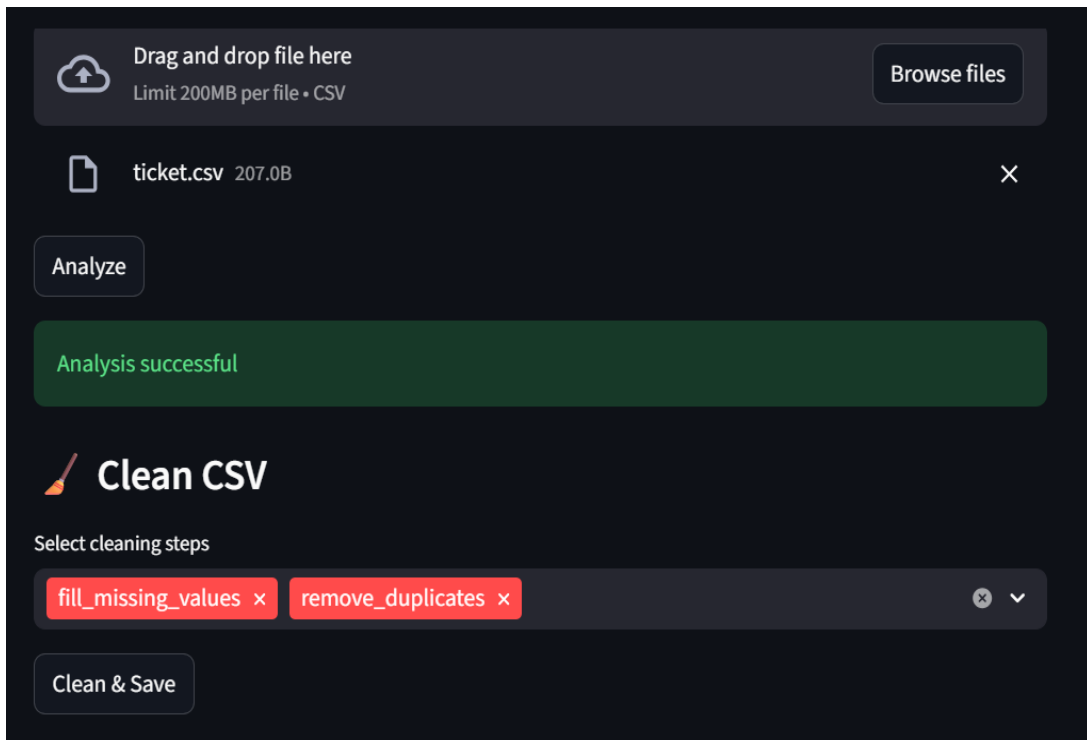 Drag and drop file here
Limit 200MB per file • CSV
Browse files
ticket.csv 207.0B
Analyze
Analysis successful
Clean CSV
Select cleaning steps
fill_missing_values × remove_duplicates ×
Clean & Save